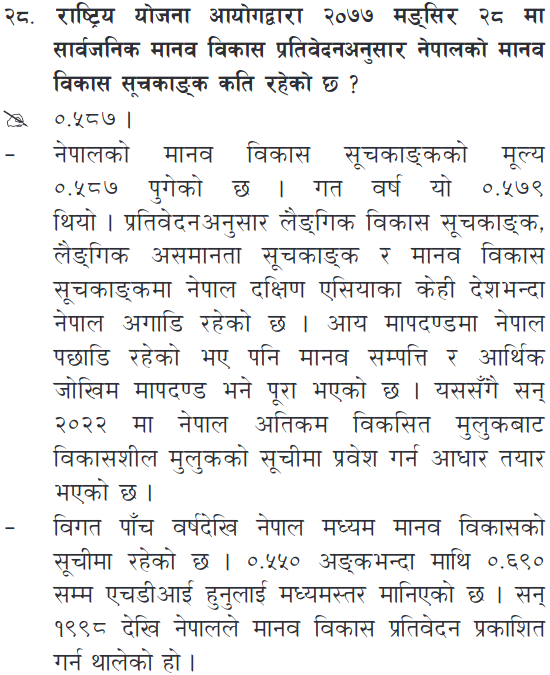 २८. राष्ट्रिय योजना आयोगद्वारा २०७७ मङ्सिर २८ मा
सार्वजनिक मानव विकास प्रतिवेदनअनुसार नेपालको मानव
विकास सूचकाङ्क कति रहेको छ ?
०.५८७ ।
– नेपालको मानव विकास सूचकाङ्कको मूल्य
०.५८७ पुगेको छ । गत वर्ष यो ०.५७९
थियो । प्रतिवेदनअनुसार लैङ्गिक विकास सूचकाङ्क,
लैङ्गिक असमानता सूचकाङ्क र मानव विकास
सूचकाङ्कमा नेपाल दक्षिण एसियाका केही देशभन्दा
नेपाल अगाडि रहेको छ । आय मापदण्डमा नेपाल
पछाडि रहेको भए पनि मानव सम्पत्ति र आर्थिक
जोखिम मापदण्ड भने पूरा भएको छ । यससँगै सन्
२०२२ मा नेपाल अतिकम विकसित मुलुकबाट
विकासशील मुलुकको सूचीमा प्रवेश गर्न आधार तयार
भएको छ ।
– विगत पाँच वर्षदेखि नेपाल मध्यम मानव विकासको
सूचीमा रहेको छ । ०.५५० अङ्कभन्दा माथि ०.६९०
सम्म एचडीआई हुनुलाई मध्यमस्तर मानिएको छ । सन्
१९९८ देखि नेपालले मानव विकास प्रतिवेदन प्रकाशित
गर्न थालेको हो ।